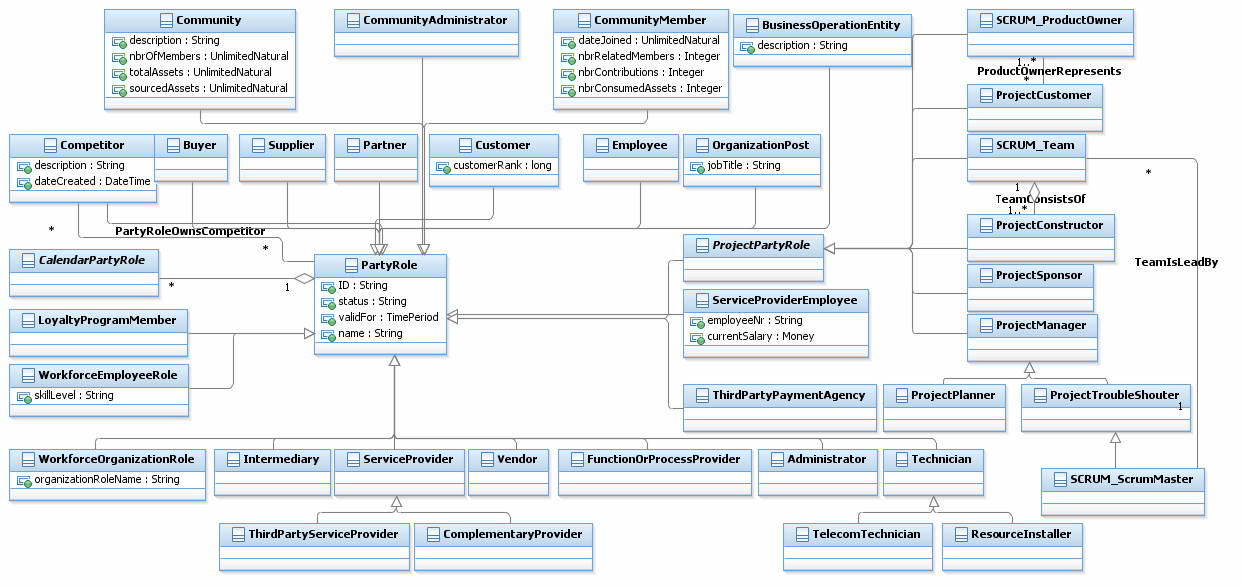 Community
description : String
nbrOfMembers : UnlimitedNatural
totalAssets : UnlimitedNatural
sourcedAssets : UnlimitedNatural
CommunityAdministrator
CommunityMember
dateJoined : UnlimitedNatural
nbrRelatedMembers : Integer
nbrContributions : Integer
nbrConsumedAssets : Integer
BusinessOperationEntity
description : String
SCRUM_ProductOwner
1..*
ProductOwnerRepresents
*
ProjectCustomer
Competitor
description : String
dateCreated : DateTime
Buyer
Supplier
Partner
Customer
customerRank : long
Employee
OrganizationPost
jobTitle : String
SCRUM_Team
*
1
TeamConsistsOf
1..*
ProjectConstructor
*
PartyRoleOwnsCompetitor
*
CalendarPartyRole
*
1
PartyRole
ID : String
status : String
validFor : TimePeriod
name : String
ProjectPartyRole
TeamIsLeadBy
ProjectSponsor
ServiceProviderEmployee
employeeNr : String
currentSalary : Money
LoyaltyProgramMember
ProjectManager
WorkforceEmployeeRole
skillLevel : String
ThirdPartyPaymentAgency
ProjectPlanner
ProjectTroubleShouter
1
WorkforceOrganizationRole
organizationRoleName : String
Intermediary
ServiceProvider
Vendor
FunctionOrProcessProvider
Administrator
Technician
SCRUM_ScrumMaster
ThirdPartyServiceProvider
ComplementaryProvider
TelecomTechnician
ResourceInstaller